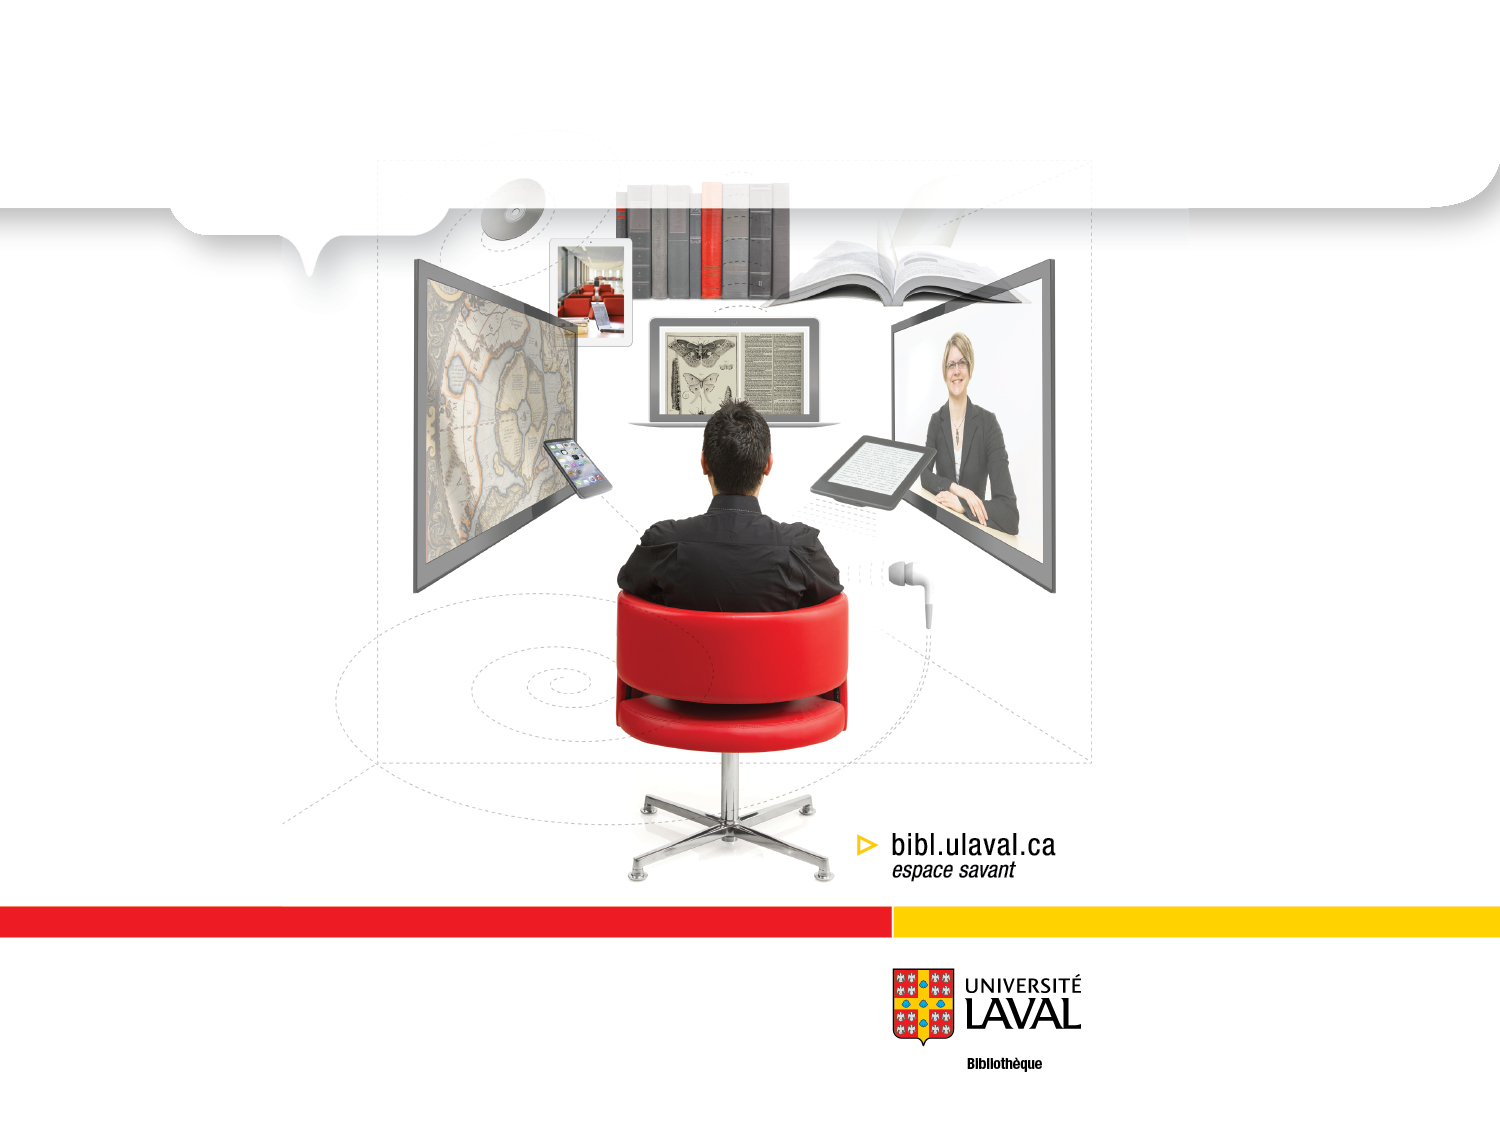 bibl.ulaval.ca
espace savant
UNIVERSITÉ
LAVAL
Bibliothèque